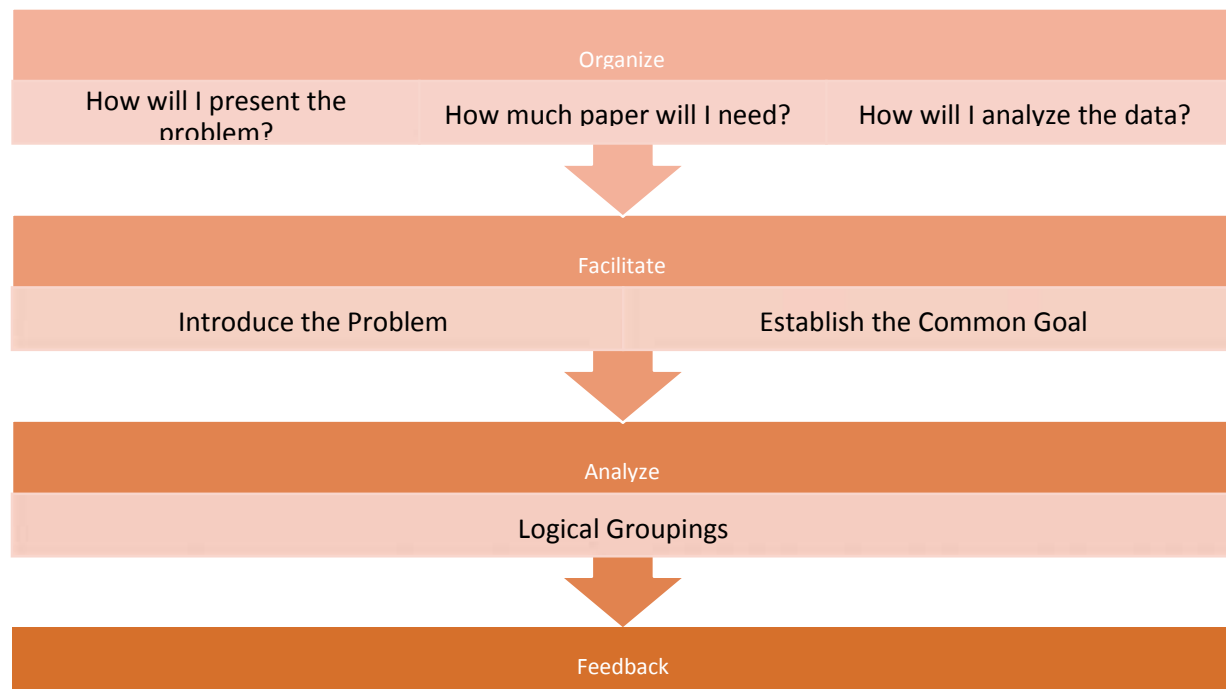 Organize
How will I present the
problem?
How much paper will I need?
How will I analyze the data?
Facilitate
Introduce the Problem
Establish the Common Goal
Analyze
Logical Groupings
Feedback